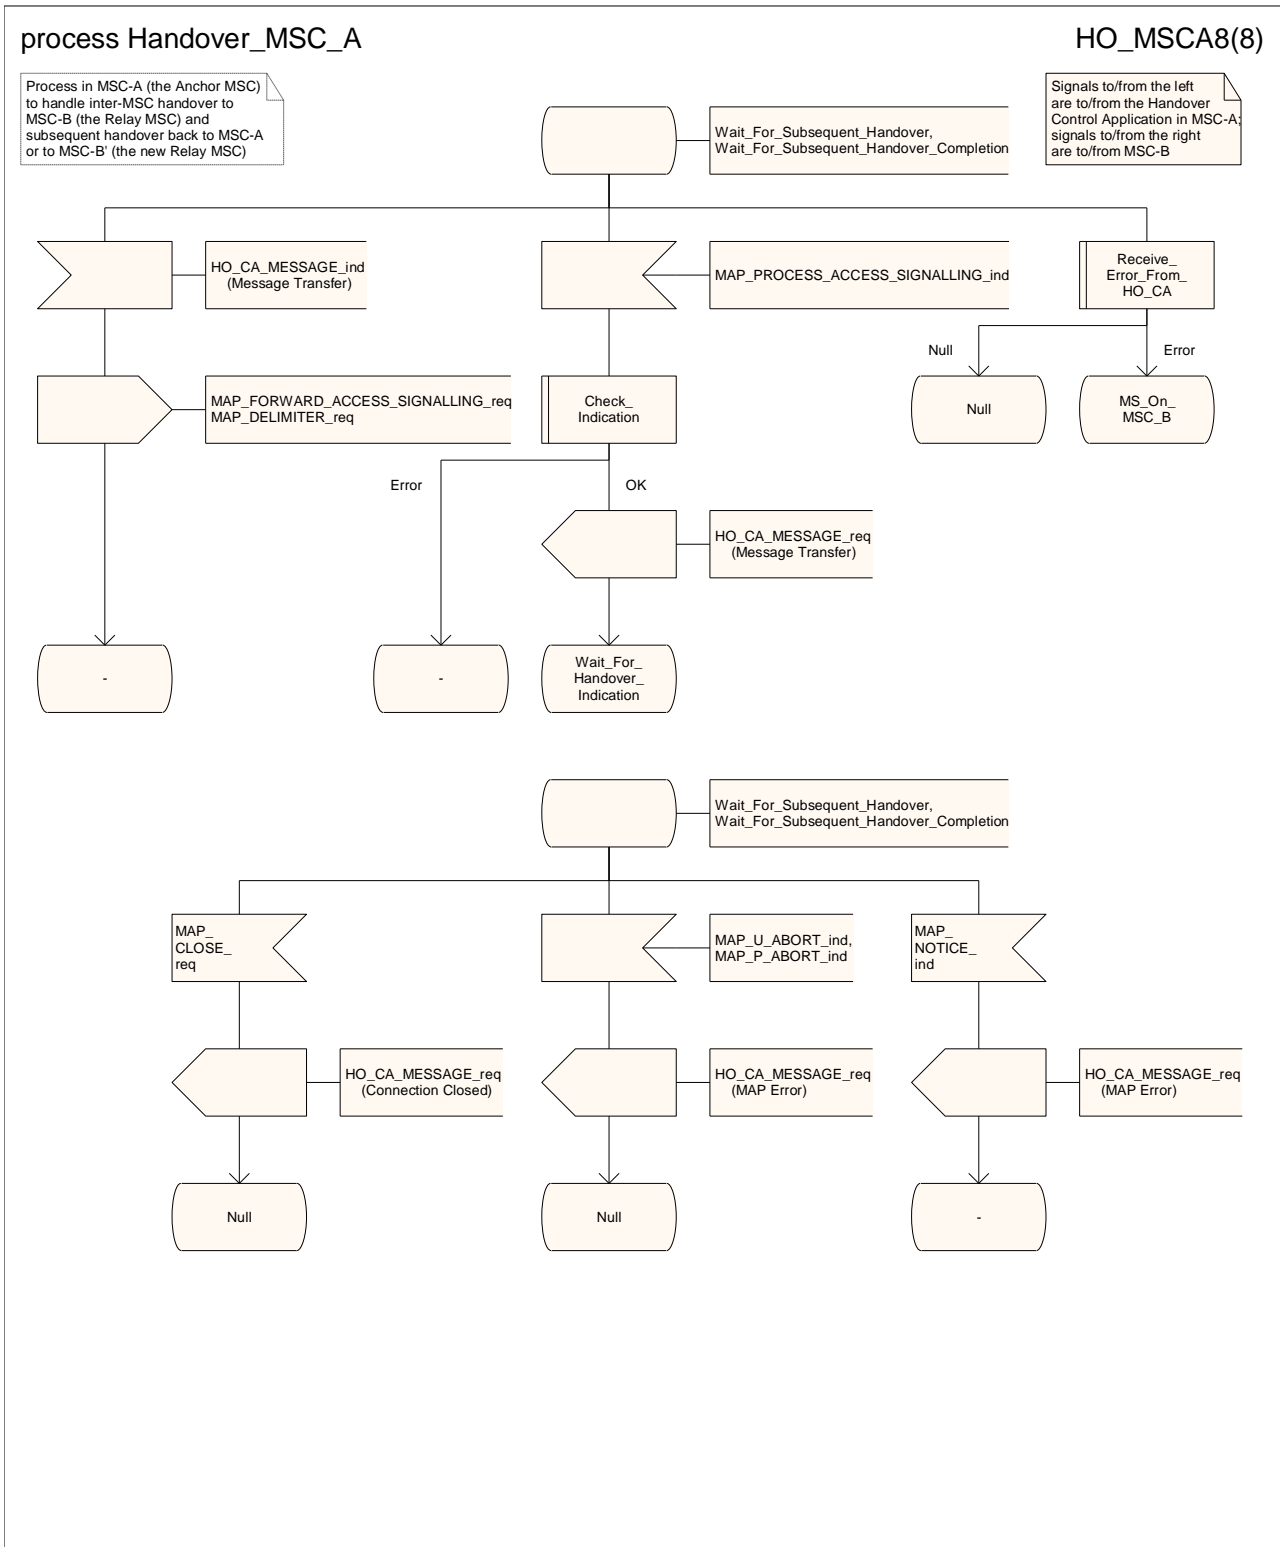 process Handover_MSC_A
HO_MSCA8(8)
Process in MSC-A (the Anchor MSC)
to handle inter-MSC handover to
MSC-B (the Relay MSC) and
subsequent handover back to MSC-A
or to MSC-B' (the new Relay MSC)
Signals to/from the left
are to/from the Handover
Control Application in MSC-A;
signals to/from the right
are to/from MSC-B
Wait_For_Subsequent_Handover,
Wait_For_Subsequent_Handover_Completion
HO_CA_MESSAGE_ind
(Message Transfer)
MAP_PROCESS_ACCESS_SIGNALLING_ind
Receive_
Error_From_
HO_CA
Null
Error
MAP_FORWARD_ACCESS_SIGNALLING_req
MAP_DELIMITER_req
Check_
Indication
Null
MS_On_
MSC_B
Error
OK
HO_CA_MESSAGE_req
(Message Transfer)
-
-
Wait_For_
Handover_
Indication
Wait_For_Subsequent_Handover,
Wait_For_Subsequent_Handover_Completion
MAP_
CLOSE_
req
MAP_U_ABORT_ind,
MAP_P_ABORT_ind
MAP_
NOTICE_
ind
HO_CA_MESSAGE_req
(Connection Closed)
HO_CA_MESSAGE_req
(MAP Error)
HO_CA_MESSAGE_req
(MAP Error)
Null
Null
-